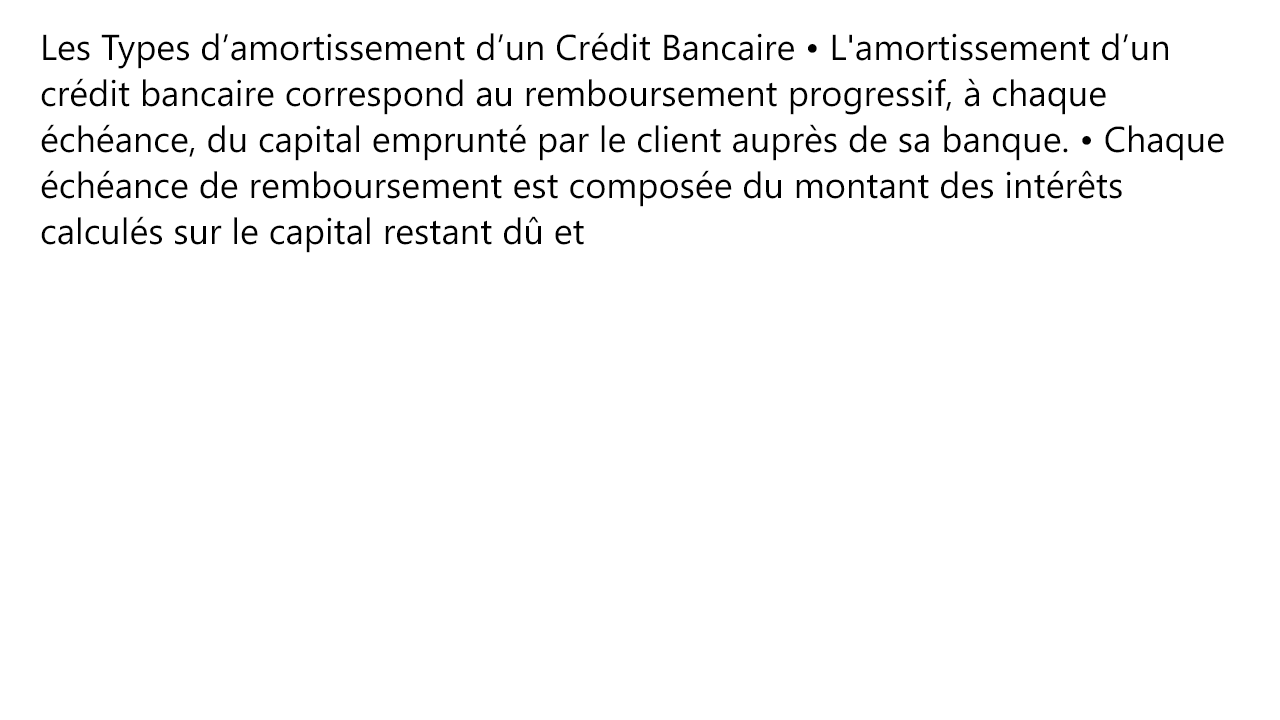 Les Types d’amortissement d’un Crédit Bancaire • L'amortissement d’un
crédit bancaire correspond au remboursement progressif, à chaque
échéance, du capital emprunté par le client auprès de sa banque. • Chaque
échéance de remboursement est composée du montant des intérêts
calculés sur le capital restant dû et